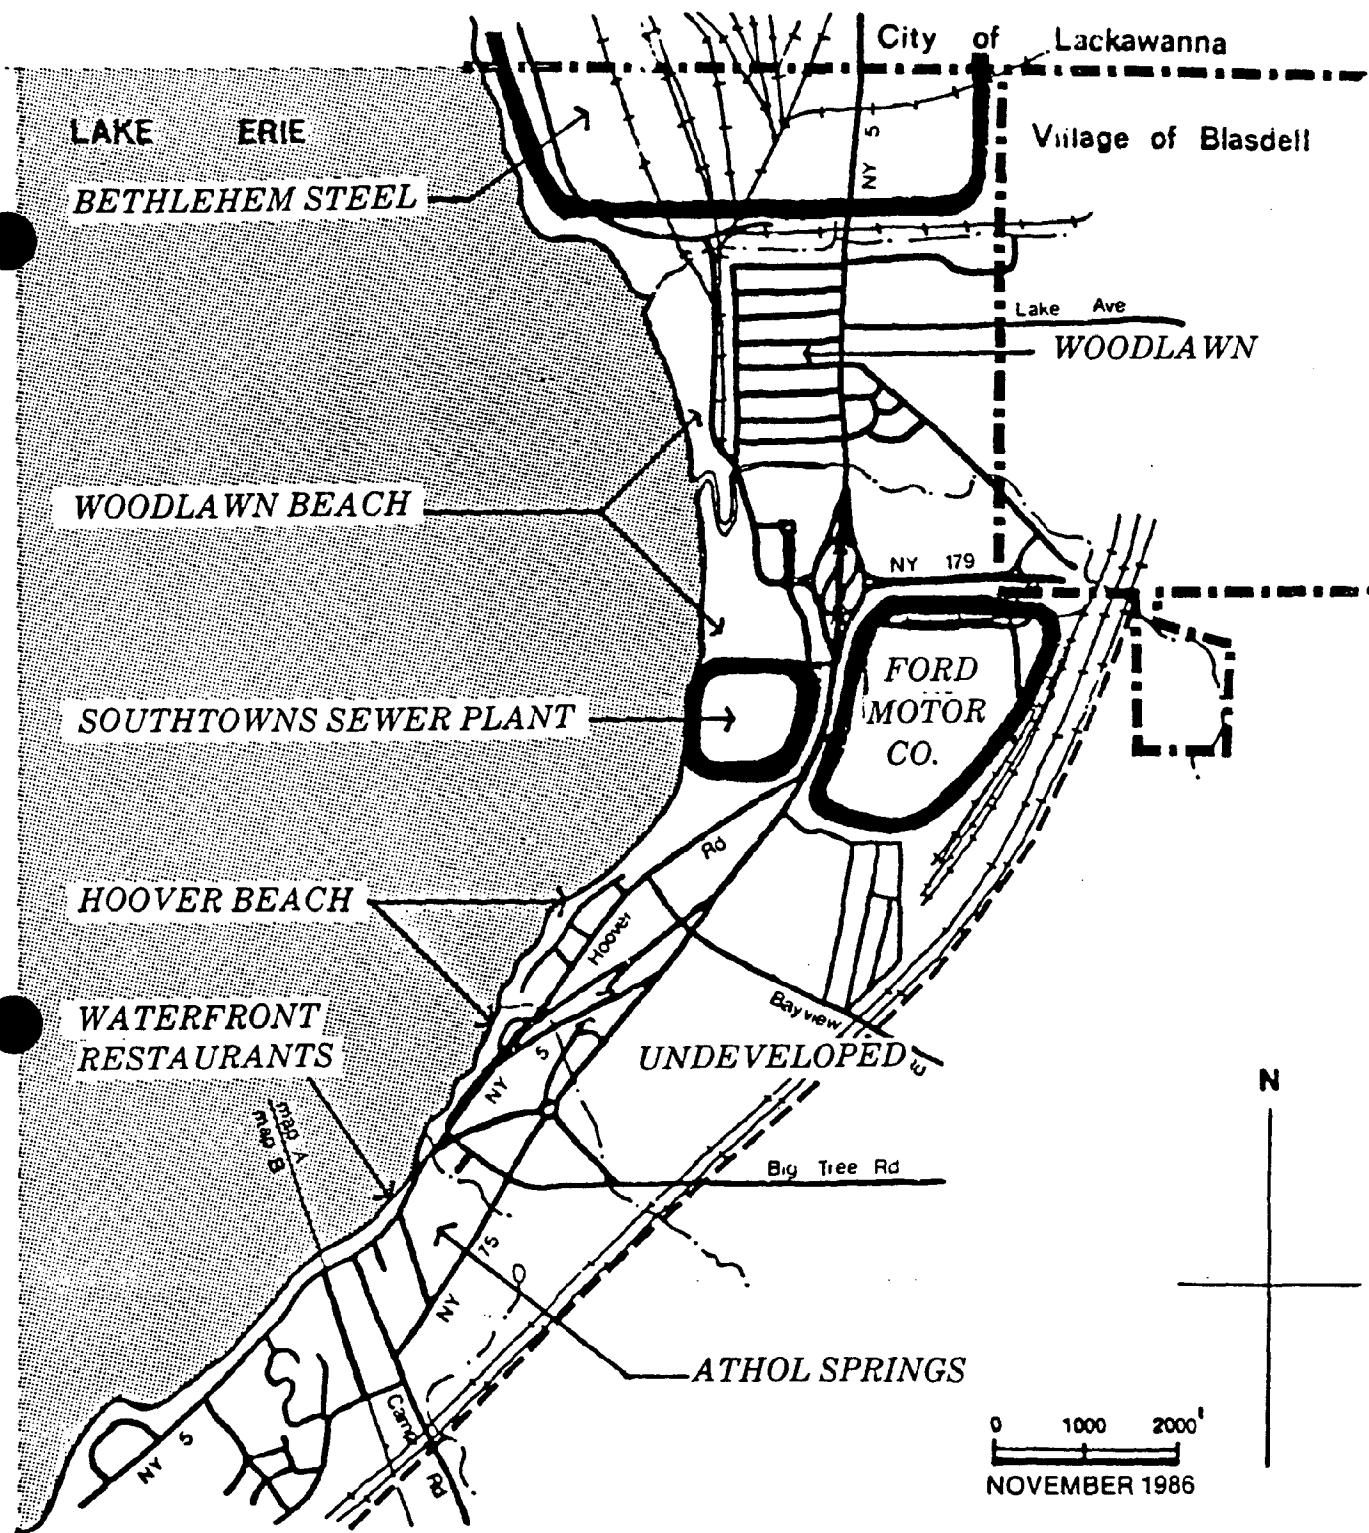 City of Lackawanna
LAKE ERIE
Village of Blasdell
NY 5
BETHLEHEM STEEL
Lake Ave
WOODLAWN
WOODLAWN BEACH
NY 179
FORD
MOTOR
CO.
SOUTHTOWNS SEWER PLANT
Rd
HOOVER BEACH
Hoover
WATERFRONT
RESTAURANTS
Bayview
UNDEVELOPED
NY 5
N
map A
map B
Big Tree Rd
NY 75
ATHOL SPRINGS
Camp Rd
NY 5
0 1000 2000'
NOVEMBER 1986